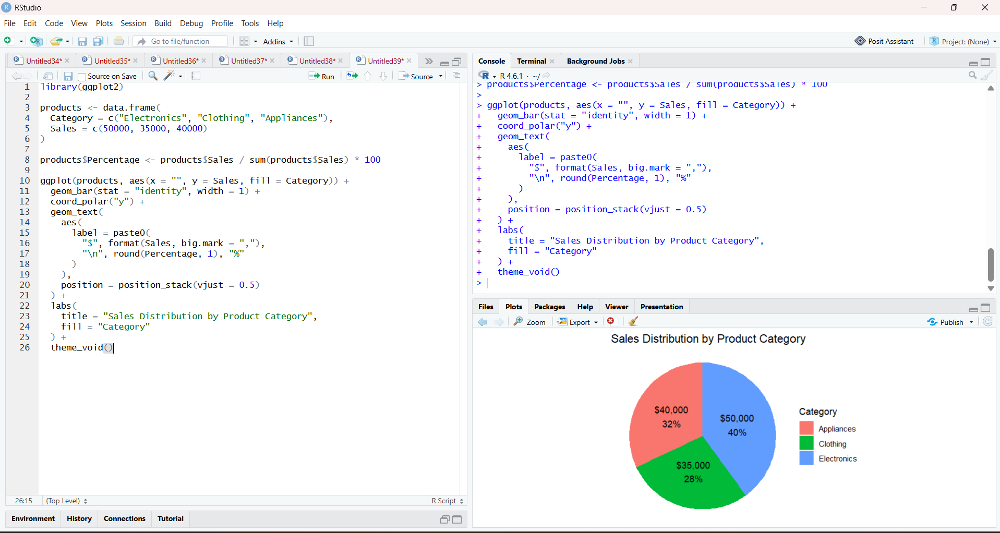 RStudio
File Edit Code View Plots Session Build Debug Profile Tools Help
Go to file/function Addins Posit Assistant Project: (None)
Untitled34* Untitled35* Untitled36* Untitled37* Untitled38* Untitled39*
Source on Save Run Source
1 library(ggplot2)
2
3 products <- data.frame(
4   Category = c("Electronics", "Clothing", "Appliances"),
5   Sales = c(50000, 35000, 40000)
6 )
7
8 products$Percentage <- products$Sales / sum(products$Sales) * 100
9
10 ggplot(products, aes(x = "", y = Sales, fill = Category)) +
11   geom_bar(stat = "identity", width = 1) +
12   coord_polar("y") +
13   geom_text(
14     aes(
15       label = paste0(
16         "$", format(Sales, big.mark = ","),
17         "\n", round(Percentage, 1), "%"
18       )
19     ),
20     position = position_stack(vjust = 0.5)
21   ) +
22   labs(
23     title = "Sales Distribution by Product Category",
24     fill = "Category"
25   ) +
26   theme_void()
26:15 (Top Level) R Script
Environment History Connections Tutorial
Console Terminal Background Jobs
R 4.6.1 · ~/
> products$Percentage <- products$Sales / sum(products$Sales) * 100
>
> ggplot(products, aes(x = "", y = Sales, fill = Category)) +
+   geom_bar(stat = "identity", width = 1) +
+   coord_polar("y") +
+   geom_text(
+     aes(
+       label = paste0(
+         "$", format(Sales, big.mark = ","),
+         "\n", round(Percentage, 1), "%"
+       )
+     ),
+     position = position_stack(vjust = 0.5)
+   ) +
+   labs(
+     title = "Sales Distribution by Product Category",
+     fill = "Category"
+   ) +
+   theme_void()
>
Files Plots Packages Help Viewer Presentation
Zoom Export Publish
Sales Distribution by Product Category
$40,000
32%
$50,000
40%
$35,000
28%
Category
Appliances
Clothing
Electronics